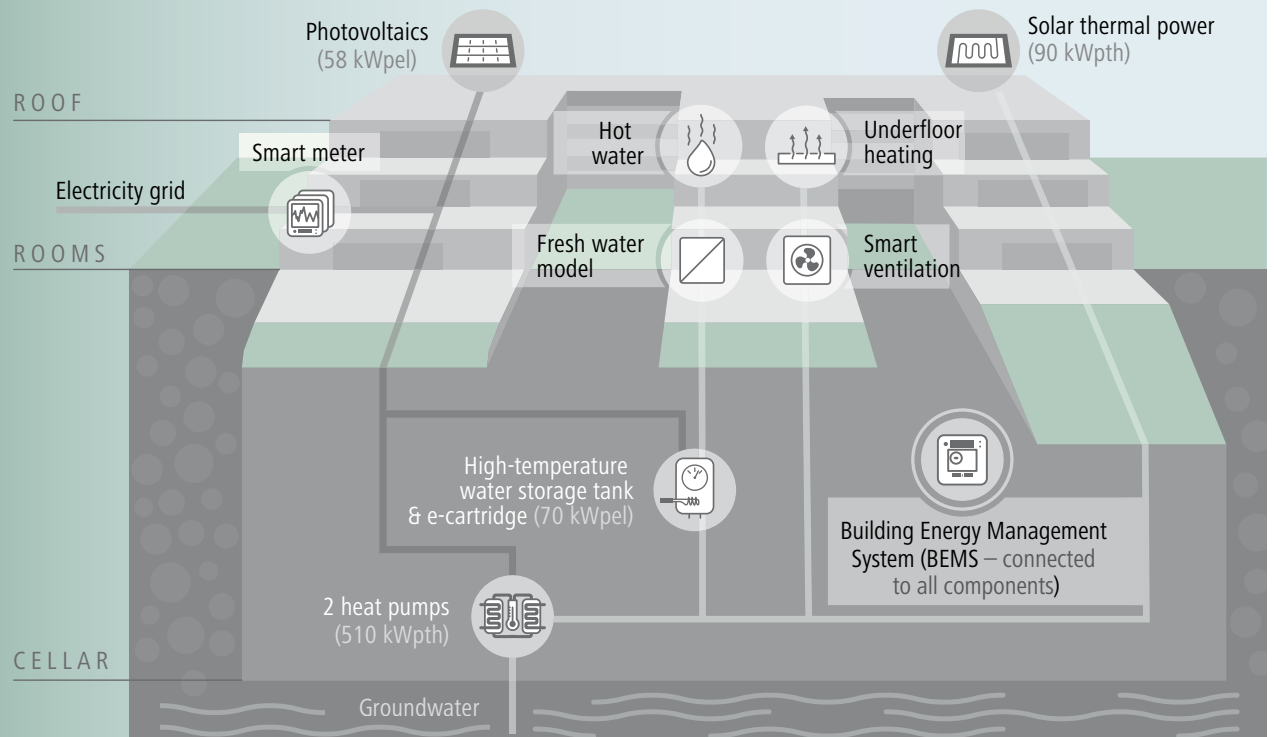 Photovoltaics
(58 kWpel)
Solar thermal power
(90 kWpth)
ROOF
Hot
water
Underfloor
heating
Smart meter
Electricity grid
ROOMS
Fresh water
model
Smart
ventilation
High-temperature
water storage tank
& e-cartridge (70 kWpel)
Building Energy Management
System (BEMS – connected
to all components)
2 heat pumps
(510 kWpth)
CELLAR
Groundwater